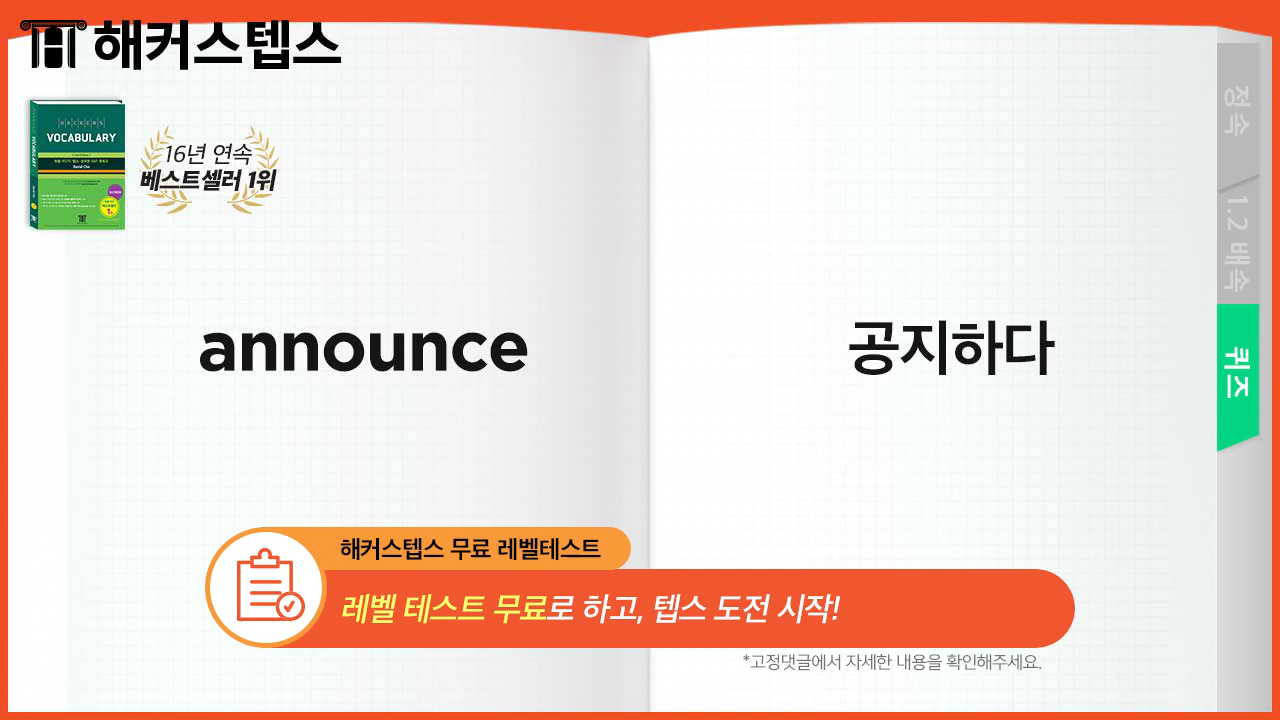 해커스텝스
HACKERS
VOCABULARY
16년 연속
베스트셀러 1위
announce
공지하다
정속
1.2 배속
퀴즈
해커스텝스 무료 레벨테스트
레벨 테스트 무료로 하고, 텝스 도전 시작!
*고정댓글에서 자세한 내용을 확인해주세요.